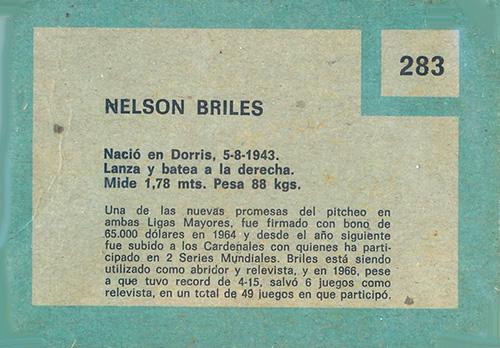 283
NELSON BRILES
Nació en Dorris, 5-8-1943.
Lanza y batea a la derecha.
Mide 1,78 mts. Pesa 88 kgs.
Una de las nuevas promesas del pitcheo en
ambas Ligas Mayores, fue firmado con bono de
65.000 dólares en 1964 y desde el año siguiente
fue subido a los Cardenales con quienes ha par-
ticipado en 2 Series Mundiales. Briles está siendo
utilizado como abridor y relevista, y en 1966, pese
a que tuvo record de 4-15, salvó 6 juegos como
relevista, en un total de 49 juegos en que participó.